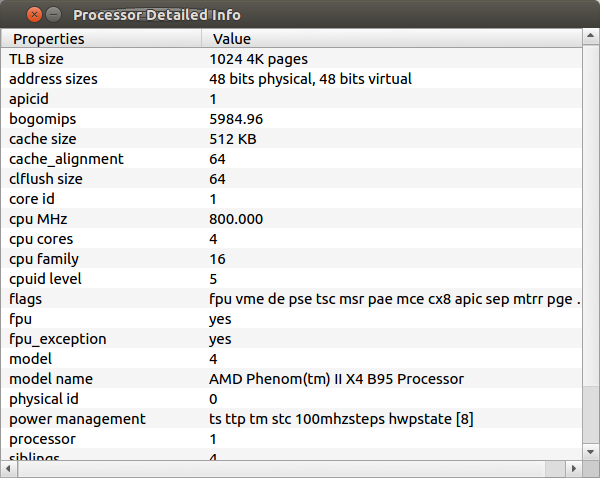 Processor Detailed Info
Properties Value
TLB size 1024 4K pages
address sizes 48 bits physical, 48 bits virtual
apicid 1
bogomips 5984.96
cache size 512 KB
cache_alignment 64
clflush size 64
core id 1
cpu MHz 800.000
cpu cores 4
cpu family 16
cpuid level 5
flags fpu vme de pse tsc msr pae mce cx8 apic sep mtrr pge .
fpu yes
fpu_exception yes
model 4
model name AMD Phenom(tm) II X4 B95 Processor
physical id 0
power management ts ttp tm stc 100mhzsteps hwpstate [8]
processor 1
siblings 4